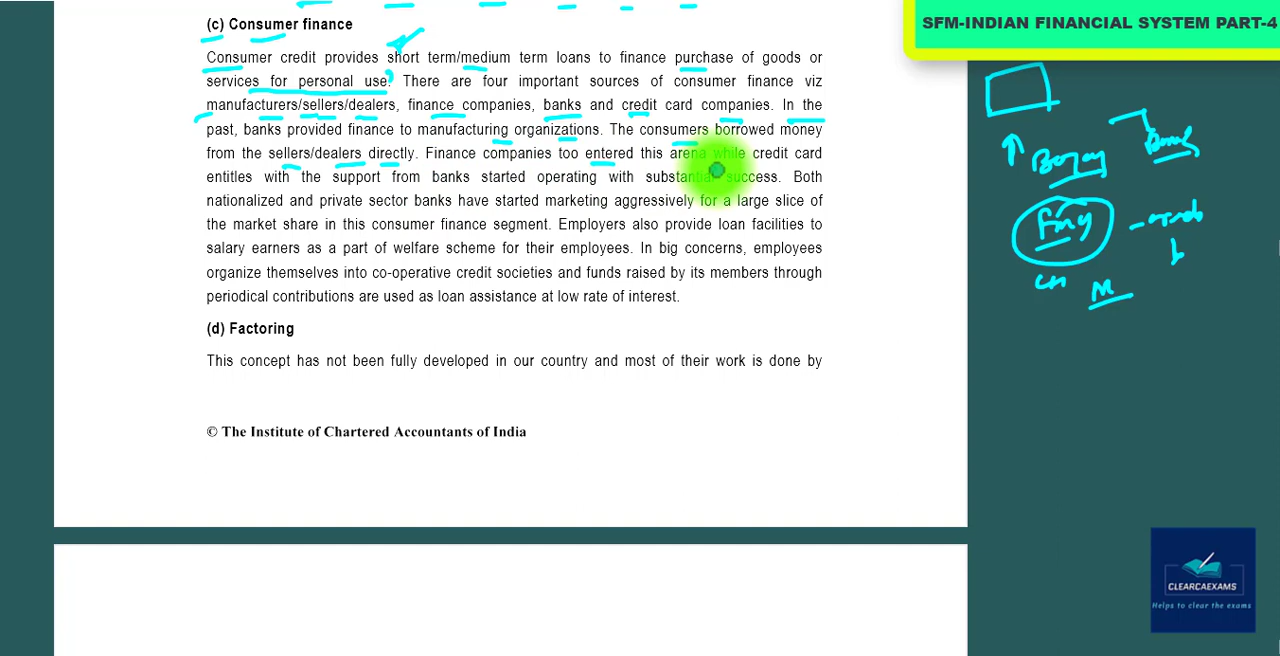 SFM-INDIAN FINANCIAL SYSTEM PART-4
(c) Consumer finance
Consumer credit provides short term/medium term loans to finance purchase of goods or
services for personal use. There are four important sources of consumer finance viz
manufacturers/sellers/dealers, finance companies, banks and credit card companies. In the
past, banks provided finance to manufacturing organizations. The consumers borrowed money
from the sellers/dealers directly. Finance companies too entered this arena while credit card
entitles with the support from banks started operating with substantial success. Both
nationalized and private sector banks have started marketing aggressively for a large slice of
the market share in this consumer finance segment. Employers also provide loan facilities to
salary earners as a part of welfare scheme for their employees. In big concerns, employees
organize themselves into co-operative credit societies and funds raised by its members through
periodical contributions are used as loan assistance at low rate of interest.
(d) Factoring
This concept has not been fully developed in our country and most of their work is done by
© The Institute of Chartered Accountants of India
CLEARCAEXAMS
Helps to clear the exams